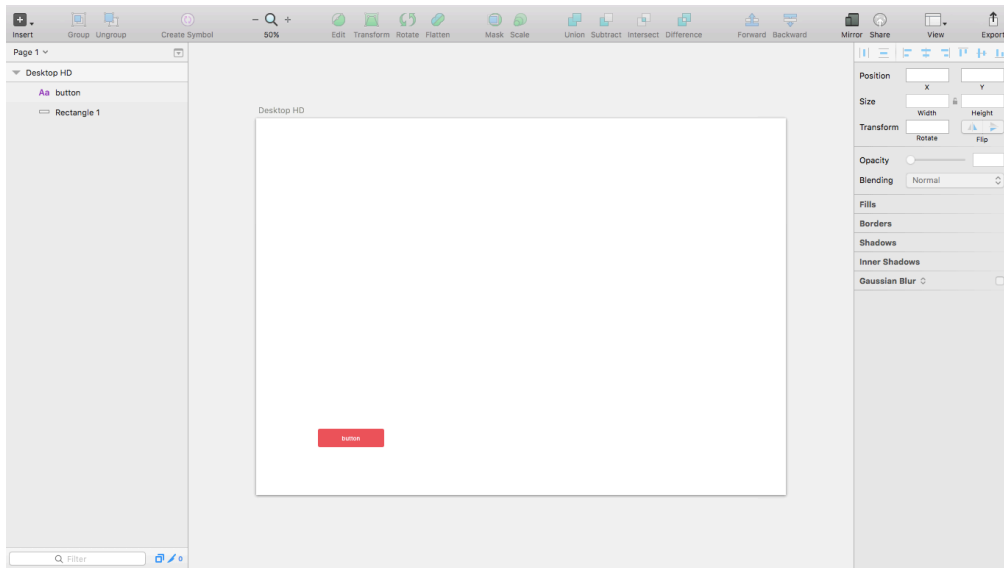 Insert Group Ungroup Create Symbol 50% Edit Transform Rotate Flatten Mask Scale Union Subtract Intersect Difference Forward Backward Mirror Share View Export
Page 1
Desktop HD
Aa button
Rectangle 1
Filter
0
Desktop HD
button
Position
X Y
Size
Width Height
Transform
Rotate Flip
Opacity
Blending Normal
Fills
Borders
Shadows
Inner Shadows
Gaussian Blur